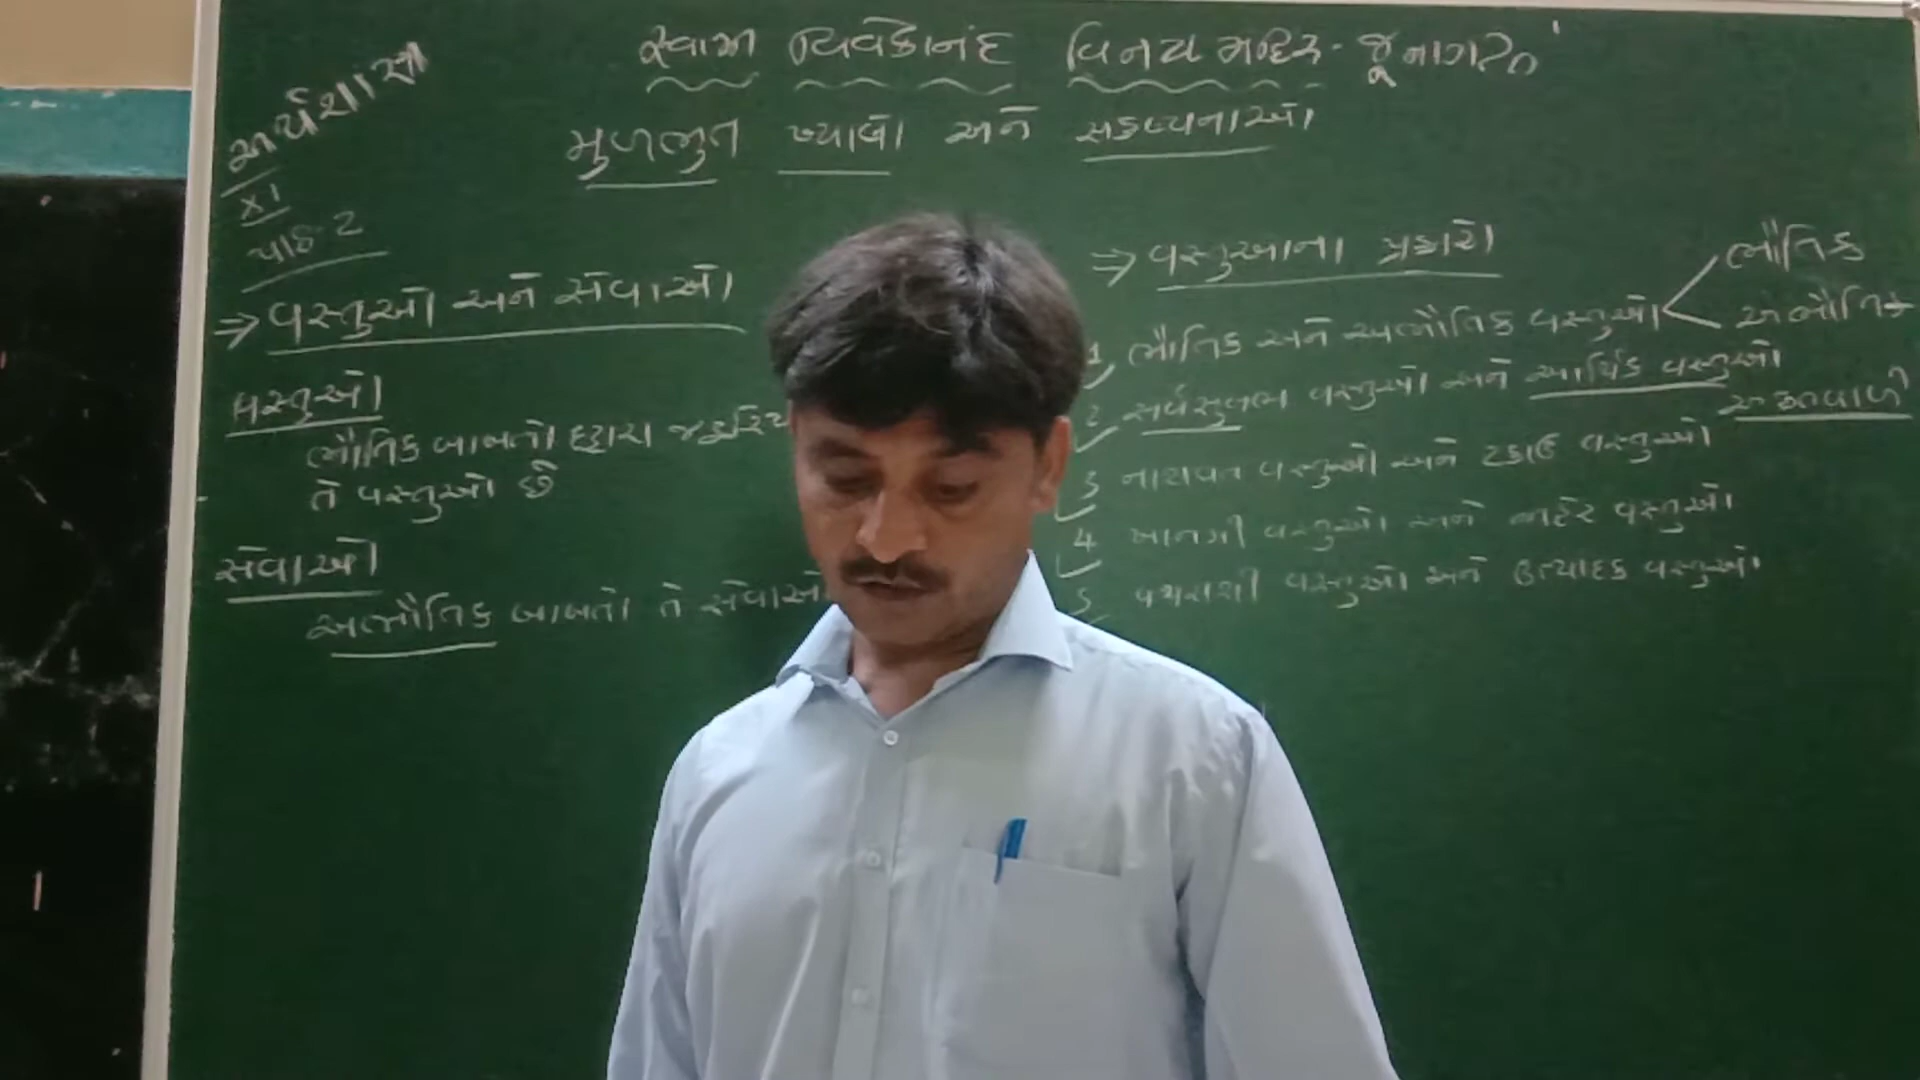 સ્વામી વિવેકાનંદ વિનય મંદિર - જૂનાગઢ
અર્થશાસ્ત્ર
XI
પાઠ 2
મુળભુત ખ્યાલો અને સંકલ્પનાઓ
⇒ વસ્તુઓ અને સેવાઓ
વસ્તુઓ
ભૌતિક બાબતો દ્વારા જરૂરિયા
તે વસ્તુઓ છે
સેવાઓ
અભૌતિક બાબતો તે સેવાઓ
⇒ વસ્તુઓના પ્રકારો
1 ભૌતિક અને અભૌતિક વસ્તુઓ
ભૌતિક
અભૌતિક
2 સર્વસુલભ વસ્તુઓ અને આર્થિક વસ્તુઓ
અછતવાળી
3 નાશવંત વસ્તુઓ અને ટકાઉ વસ્તુઓ
4 ખાનગી વસ્તુઓ અને જાહેર વસ્તુઓ
5 વપરાશી વસ્તુઓ અને ઉત્પાદક વસ્તુઓ